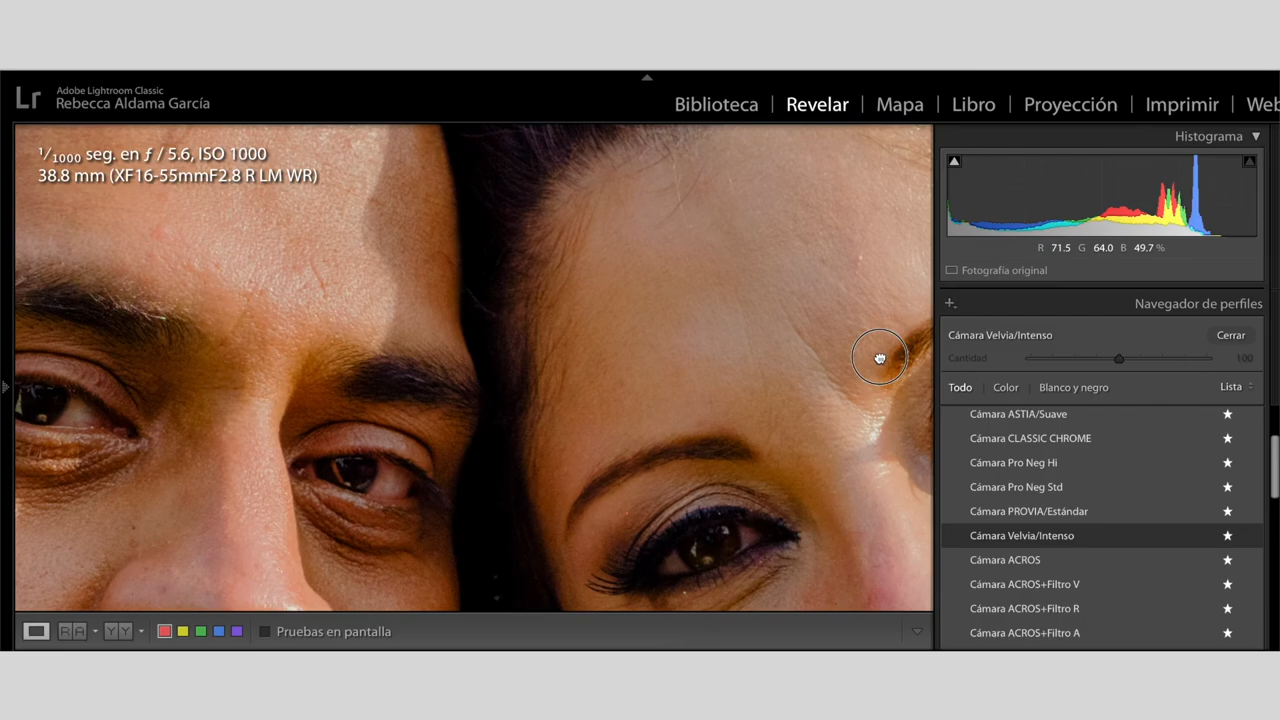 Lr
Adobe Lightroom Classic
Rebecca Aldama García
Biblioteca | Revelar | Mapa | Libro | Proyección | Imprimir | Web
1/1000 seg. en ƒ / 5.6, ISO 1000
38.8 mm (XF16-55mmF2.8 R LM WR)
Histograma
R 71.5 G 64.0 B 49.7 %
Fotografía original
Navegador de perfiles
Cámara Velvia/Intenso Cerrar
Cantidad 100
Todo | Color | Blanco y negro Lista
Cámara ASTIA/Suave
Cámara CLASSIC CHROME
Cámara Pro Neg Hi
Cámara Pro Neg Std
Cámara PROVIA/Estándar
Cámara Velvia/Intenso
Cámara ACROS
Cámara ACROS+Filtro V
Cámara ACROS+Filtro R
Cámara ACROS+Filtro A
R A Y Y Pruebas en pantalla